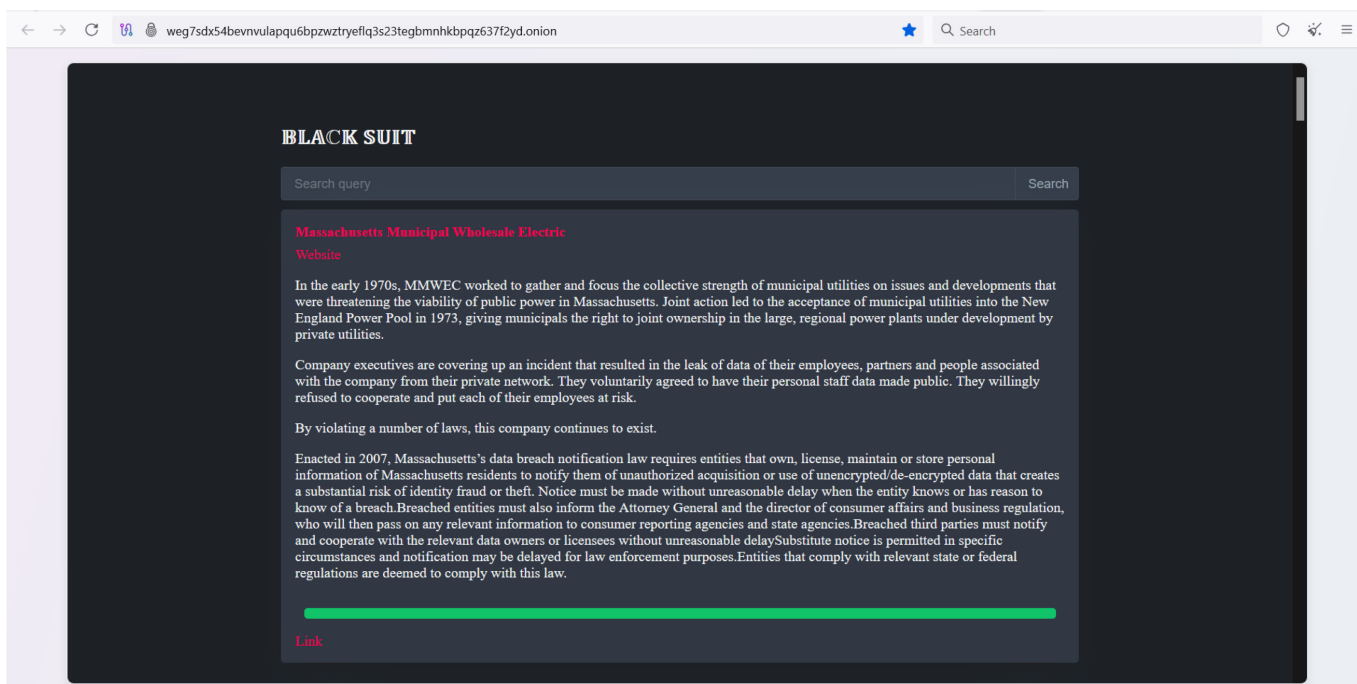 weg7sdx54bevnvulapqu6bpzwztryeflq3s23tegbmnhkbpqz637f2yd.onion
Search
BLACK SUIT
Search query
Search
Massachusetts Municipal Wholesale Electric
Website
In the early 1970s, MMWEC worked to gather and focus the collective strength of municipal utilities on issues and developments that
were threatening the viability of public power in Massachusetts. Joint action led to the acceptance of municipal utilities into the New
England Power Pool in 1973, giving municipals the right to joint ownership in the large, regional power plants under development by
private utilities.
Company executives are covering up an incident that resulted in the leak of data of their employees, partners and people associated
with the company from their private network. They voluntarily agreed to have their personal staff data made public. They willingly
refused to cooperate and put each of their employees at risk.
By violating a number of laws, this company continues to exist.
Enacted in 2007, Massachusetts’s data breach notification law requires entities that own, license, maintain or store personal
information of Massachusetts residents to notify them of unauthorized acquisition or use of unencrypted/de-encrypted data that creates
a substantial risk of identity fraud or theft. Notice must be made without unreasonable delay when the entity knows or has reason to
know of a breach.Breached entities must also inform the Attorney General and the director of consumer affairs and business regulation,
who will then pass on any relevant information to consumer reporting agencies and state agencies.Breached third parties must notify
and cooperate with the relevant data owners or licensees without unreasonable delaySubstitute notice is permitted in specific
circumstances and notification may be delayed for law enforcement purposes.Entities that comply with relevant state or federal
regulations are deemed to comply with this law.
Link